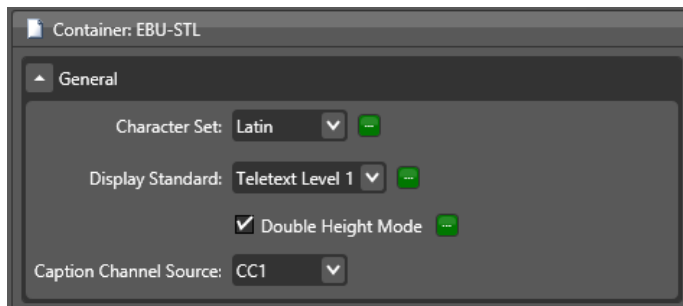 Container: EBU-STL
General
Character Set: Latin
Display Standard: Teletext Level 1
Double Height Mode
Caption Channel Source: CC1